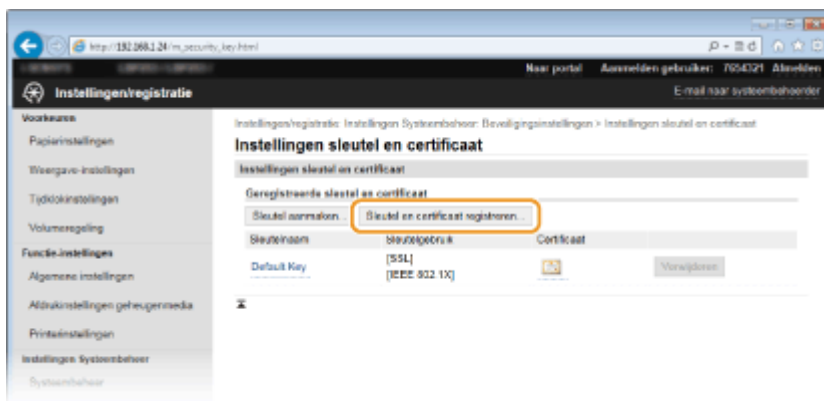 http://192.168.1.24/m_security_key.html
Naar portal Aanmelden gebruiker: 7654321 Afmelden
Instellingen/registratie
E-mail naar systeembeheerder
Voorkeuren
Instellingen/registratie: Instellingen Systeembeheer: Beveiligingsinstellingen > Instellingen sleutel en certificaat
Papierinstellingen
Instellingen sleutel en certificaat
Weergave-instellingen
Instellingen sleutel en certificaat
Tijdklokinstellingen
Geregistreerde sleutel en certificaat
Sleutel aanmaken... Sleutel en certificaat registreren...
Volumeregeling
Sleutelnaam Sleutelgebruik Certificaat
Functie-instellingen
Default Key [SSL] Verwijderen
[IEEE 802.1X]
Algemene instellingen
Afdrukinstellingen geheugenmedia
Printerinstellingen
Instellingen Systeembeheer
Systeembeheer